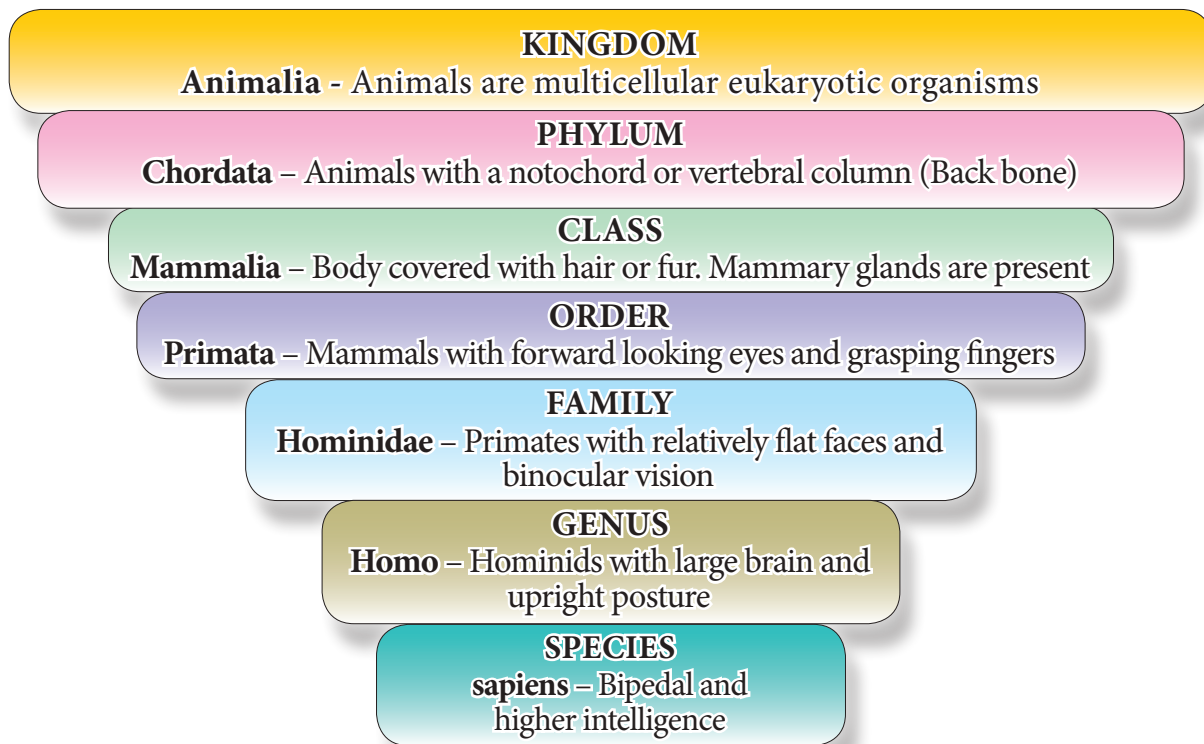 KINGDOM
Animalia - Animals are multicellular eukaryotic organisms
PHYLUM
Chordata – Animals with a notochord or vertebral column (Back bone)
CLASS
Mammalia – Body covered with hair or fur. Mammary glands are present
ORDER
Primata – Mammals with forward looking eyes and grasping fingers
FAMILY
Hominidae – Primates with relatively flat faces and
binocular vision
GENUS
Homo – Hominids with large brain and
upright posture
SPECIES
sapiens – Bipedal and
higher intelligence